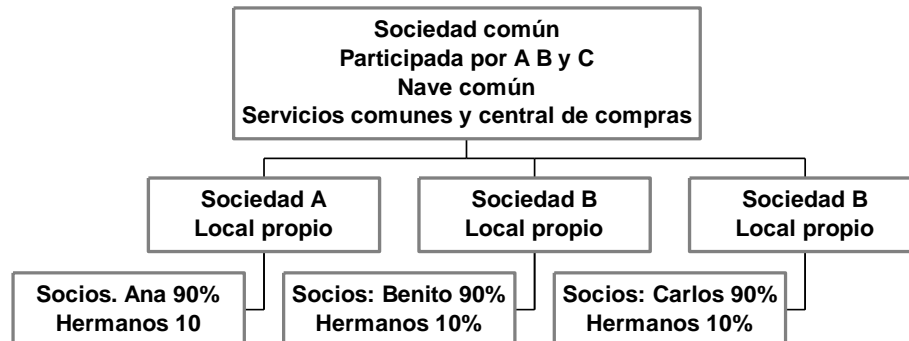 Sociedad común
Participada por A B y C
Nave común
Servicios comunes y central de compras
Sociedad A
Local propio
Sociedad B
Local propio
Sociedad B
Local propio
Socios. Ana 90%
Hermanos 10
Socios: Benito 90%
Hermanos 10%
Socios: Carlos 90%
Hermanos 10%